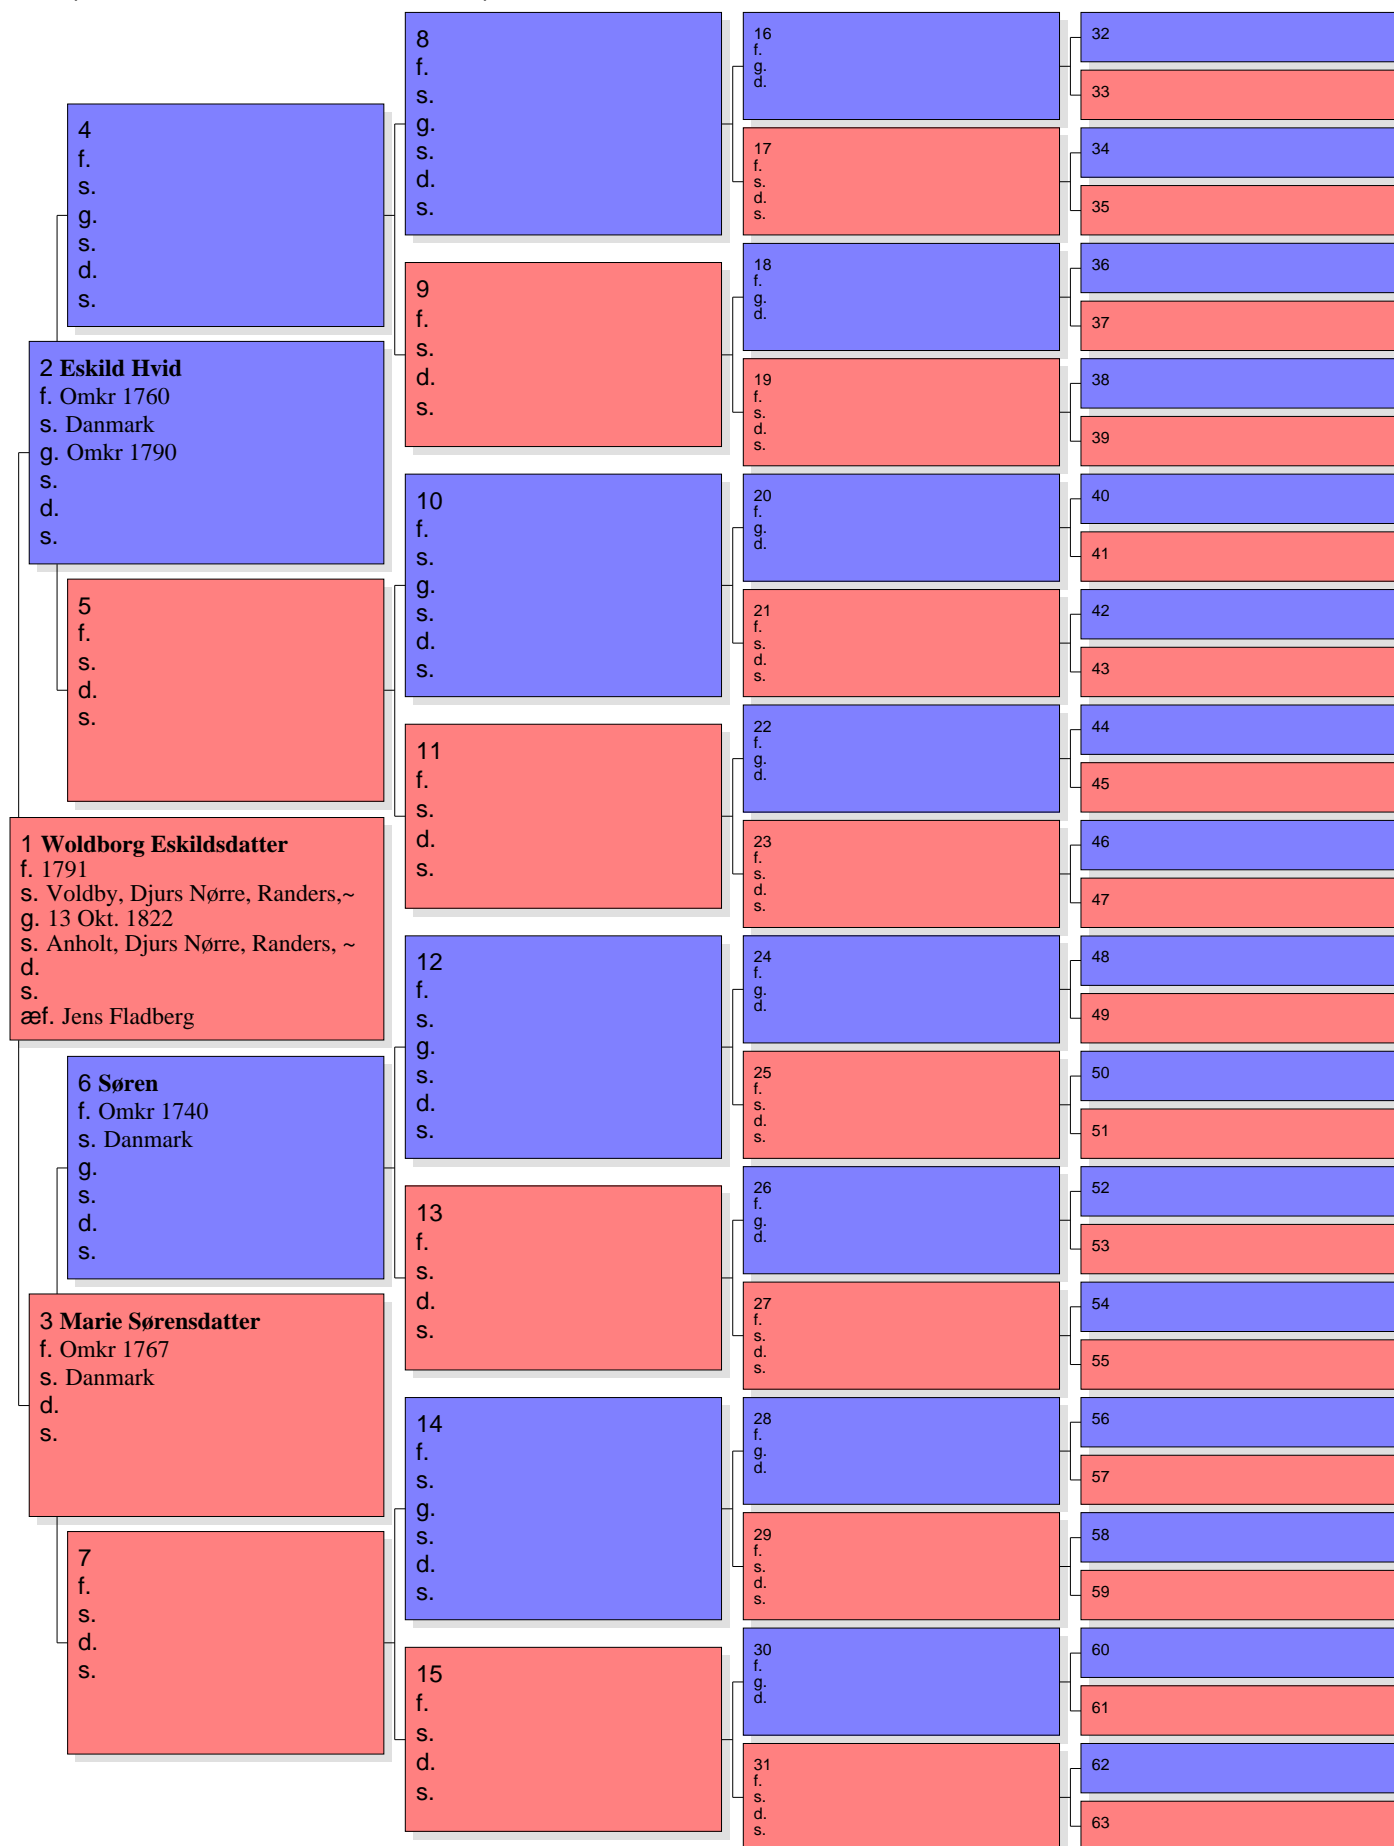 8
f.
s.
g.
s.
d.
s.
16
f.
g.
d.
32
33
4
f.
s.
g.
s.
d.
s.
17
f.
s.
d.
s.
34
35
9
f.
s.
d.
s.
18
f.
g.
d.
36
37
2 Eskild Hvid
f. Omkr 1760
s. Danmark
g. Omkr 1790
s.
d.
s.
19
f.
s.
d.
s.
38
39
10
f.
s.
g.
s.
d.
s.
20
f.
g.
d.
40
41
5
f.
s.
d.
s.
21
f.
s.
d.
s.
42
43
11
f.
s.
d.
s.
22
f.
g.
d.
44
45
1 Woldborg Eskildsdatter
f. 1791
s. Voldby, Djurs Nørre, Randers,~
g. 13 Okt. 1822
s. Anholt, Djurs Nørre, Randers, ~
d.
s.
æf. Jens Fladberg
23
f.
s.
d.
s.
46
47
12
f.
s.
g.
s.
d.
s.
24
f.
g.
d.
48
49
6 Søren
f. Omkr 1740
s. Danmark
g.
s.
d.
s.
25
f.
s.
d.
s.
50
51
13
f.
s.
d.
s.
26
f.
g.
d.
52
53
3 Marie Sørensdatter
f. Omkr 1767
s. Danmark
d.
s.
27
f.
s.
d.
s.
54
55
14
f.
s.
g.
s.
d.
s.
28
f.
g.
d.
56
57
7
f.
s.
d.
s.
29
f.
s.
d.
s.
58
59
15
f.
s.
d.
s.
30
f.
g.
d.
60
61
31
f.
s.
d.
s.
62
63